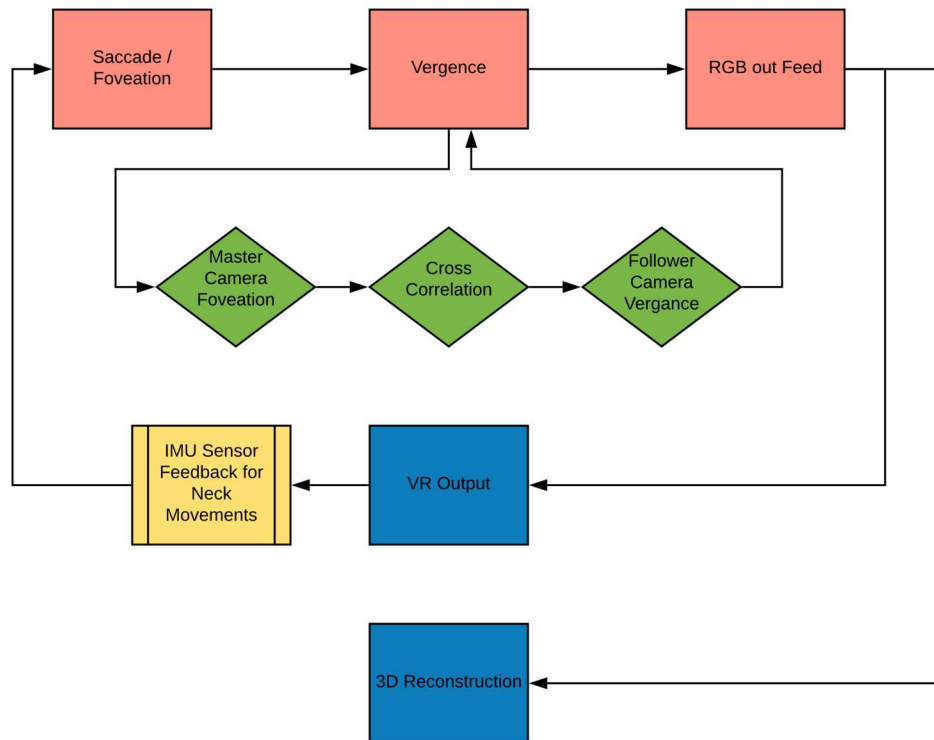 Saccade /
Foveation
Vergence
RGB out Feed
Master
Camera
Foveation
Cross
Correlation
Follower
Camera
Vergance
IMU Sensor
Feedback for
Neck
Movements
VR Output
3D Reconstruction